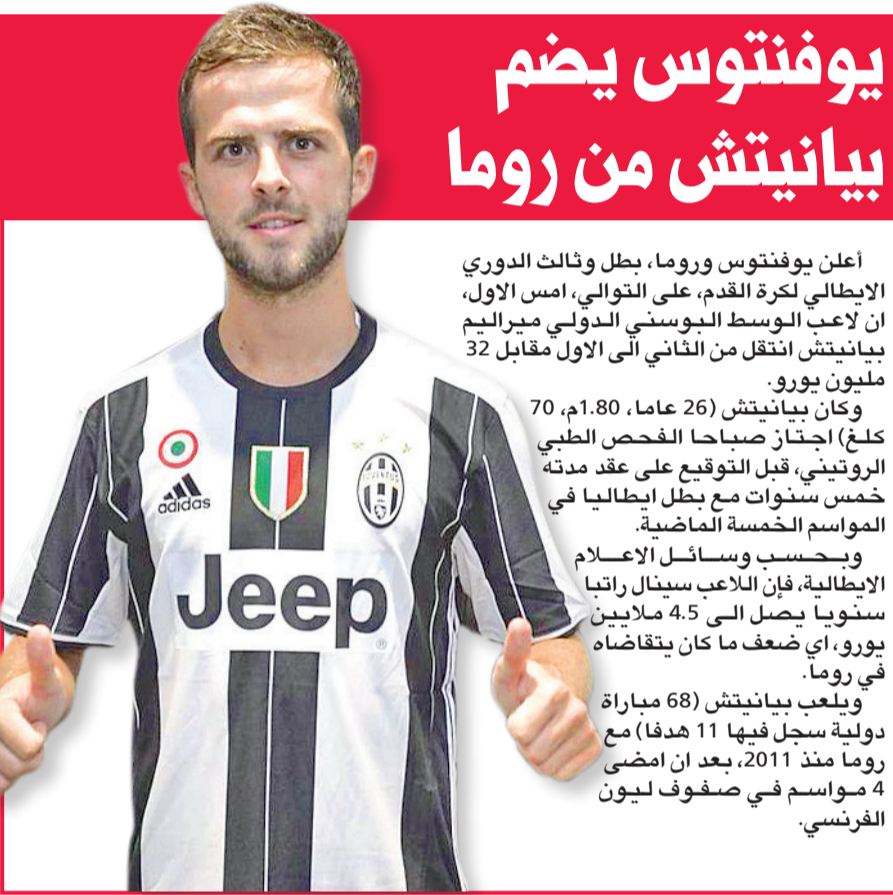 يوفنتوس يضم
بيانيتش من روما
أعلن يوفنتوس وروما، بطل وثالث الدوري
الايطالي لكرة القدم، على التوالي، امس الاول،
ان لاعب الوسط البوسني الدولي ميراليم
بيانيتش انتقل من الثاني الى الاول مقابل 32
مليون يورو.
وكان بيانيتش (26 عاما، 1.80م، 70
كلغ) اجتاز صباحا الفحص الطبي
الروتيني، قبل التوقيع على عقد مدته
خمس سنوات مع بطل ايطاليا في
المواسم الخمسة الماضية.
وبحسب وسائل الاعلام
الايطالية، فإن اللاعب سينال راتبا
سنويا يصل الى 4.5 ملايين
يورو، اي ضعف ما كان يتقاضاه
في روما.
ويلعب بيانيتش (68 مباراة
دولية سجل فيها 11 هدفا) مع
روما منذ 2011، بعد ان امضى
4 مواسم في صفوف ليون
الفرنسي.
adidas
JUVENTUS
Jeep